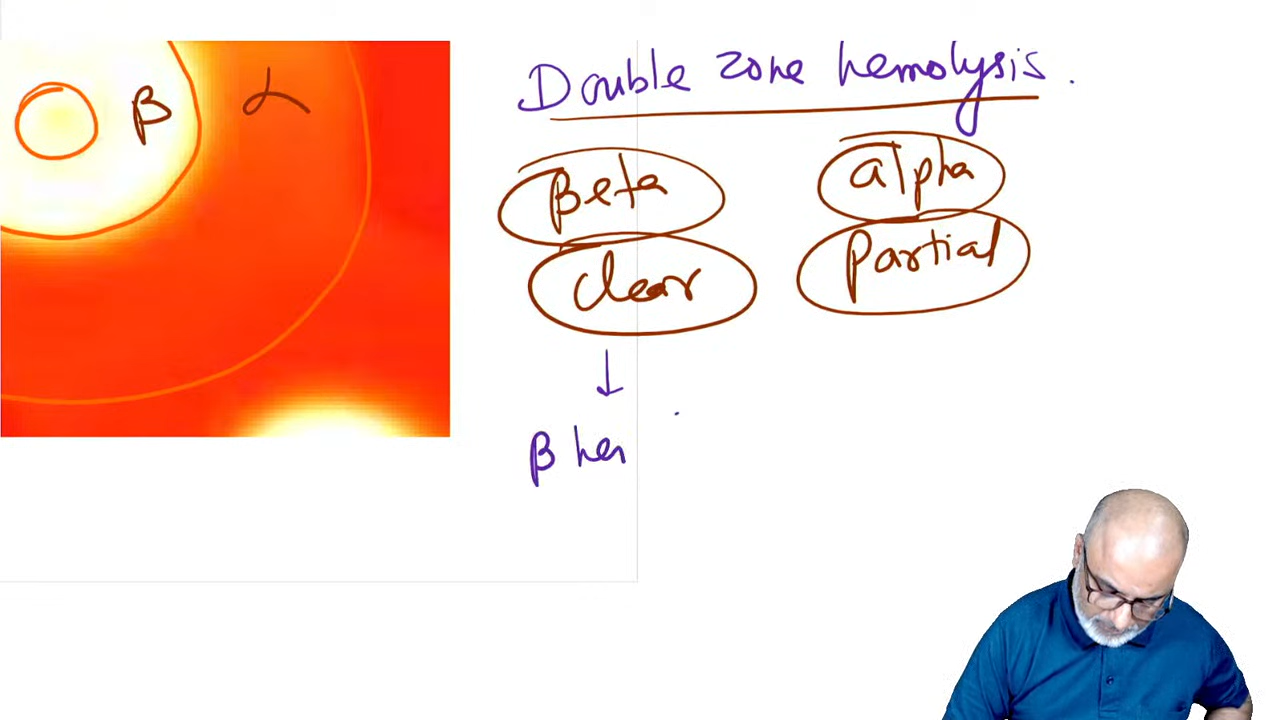 β α
Double zone hemolysis.
Beta alpha
clear Partial
β hem